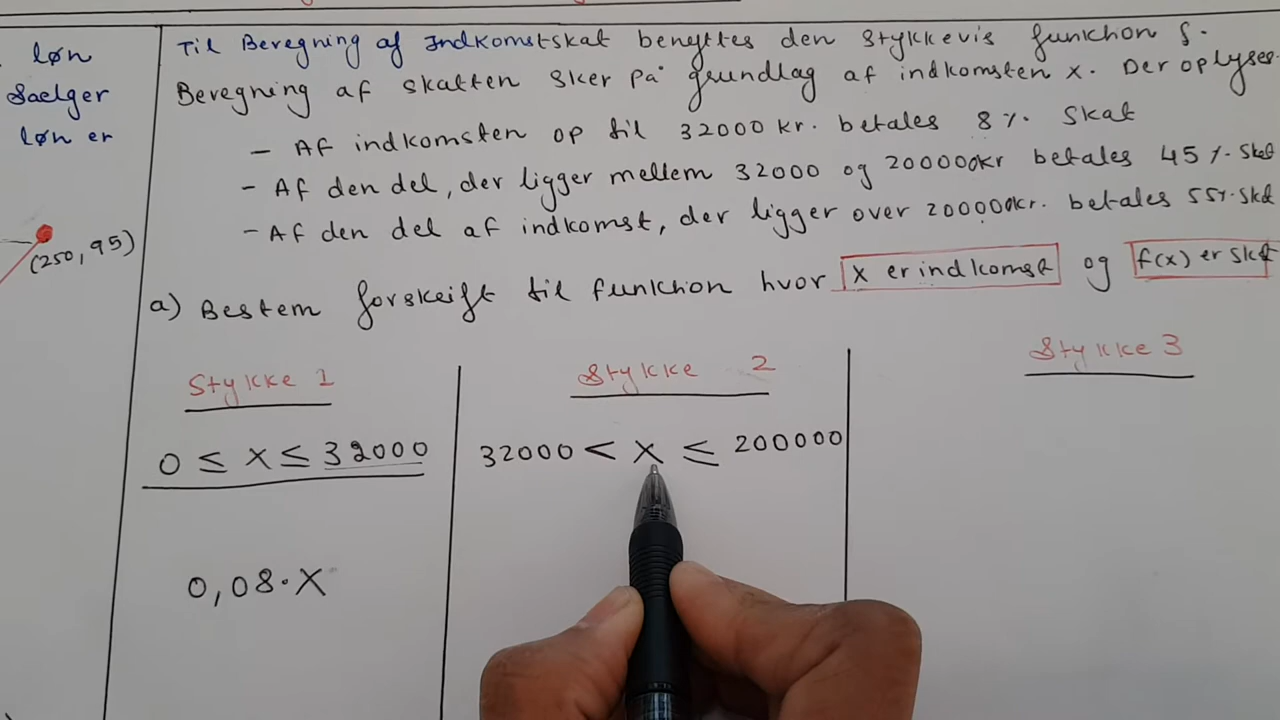 løn
Saelger
løn er
(250, 95)
Til Beregning af Indkomstskat benyttes den Stykkevis funktion f.
Beregning af skatten sker på grundlag af indkomsten x. Der oplyses
- Af indkomsten op til 32000 kr. betales 8 % Skat
- Af den del, der ligger mellem 32000 og 200000kr betales 45 %-Skat
- Af den del af indkomst, der ligger over 200000kr. betales 55%-Skat
a) Bestem forskrift til funktion hvor x er indkomst og f(x) er skat
Stykke 1
Stykke 2
Stykke 3
0 ≤ x ≤ 32000
32000 < x ≤ 200000
0,08·x